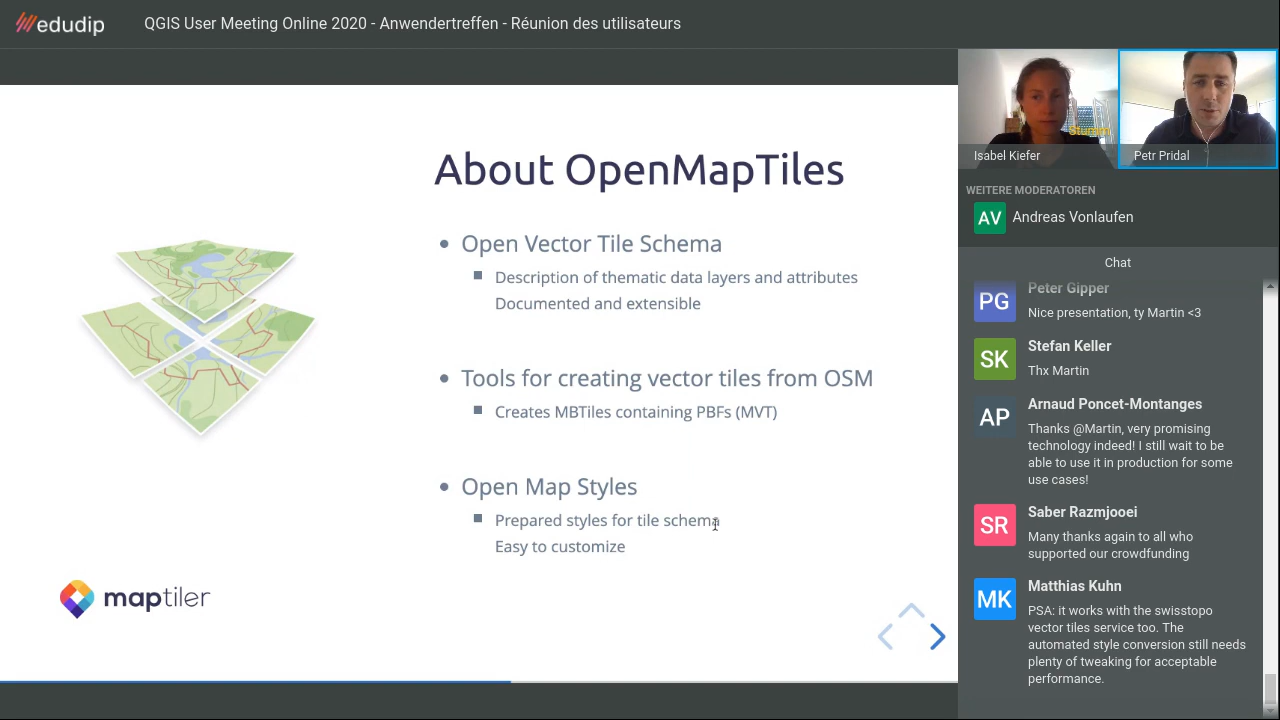 edudip
QGIS User Meeting Online 2020 - Anwendertreffen - Réunion des utilisateurs
About OpenMapTiles
Open Vector Tile Schema
Description of thematic data layers and attributes
Documented and extensible
Tools for creating vector tiles from OSM
Creates MBTiles containing PBFs (MVT)
Open Map Styles
Prepared styles for tile schema
Easy to customize
maptiler
Stumm
Isabel Kiefer
Petr Pridal
WEITERE MODERATOREN
AV
Andreas Vonlaufen
Chat
PG
Peter Gipper
Nice presentation, ty Martin <3
SK
Stefan Keller
Thx Martin
AP
Arnaud Poncet-Montanges
Thanks @Martin, very promising
technology indeed! I still wait to be
able to use it in production for some
use cases!
SR
Saber Razmjooei
Many thanks again to all who
supported our crowdfunding
MK
Matthias Kuhn
PSA: it works with the swisstopo
vector tiles service too. The
automated style conversion still needs
plenty of tweaking for acceptable
performance.